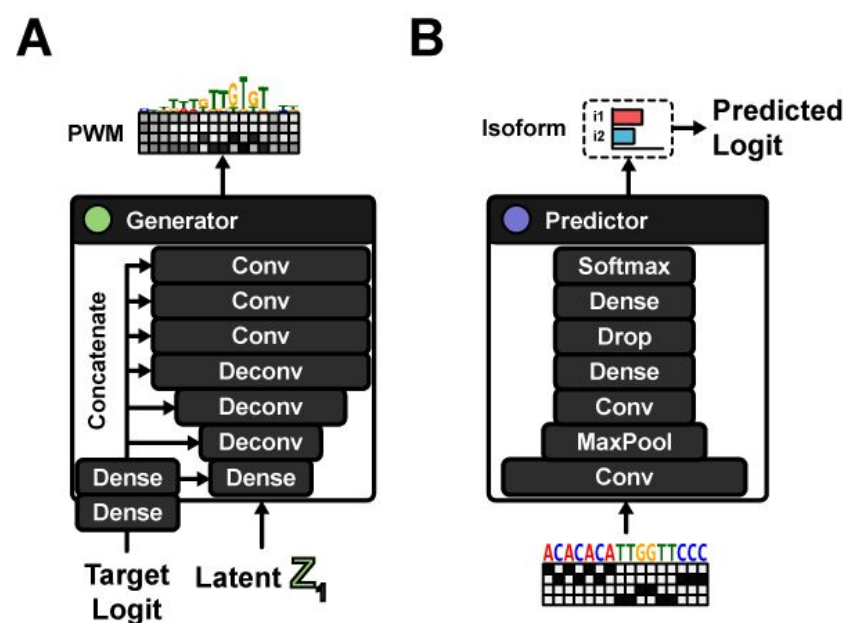 A
PWM
Generator
Concatenate
Conv
Conv
Conv
Deconv
Deconv
Deconv
Dense
Dense
Dense
Target
Logit
Latent Z1
B
Isoform
i1
i2
Predicted
Logit
Predictor
Softmax
Dense
Drop
Dense
Conv
MaxPool
Conv
ACACACATTGGTTCCC